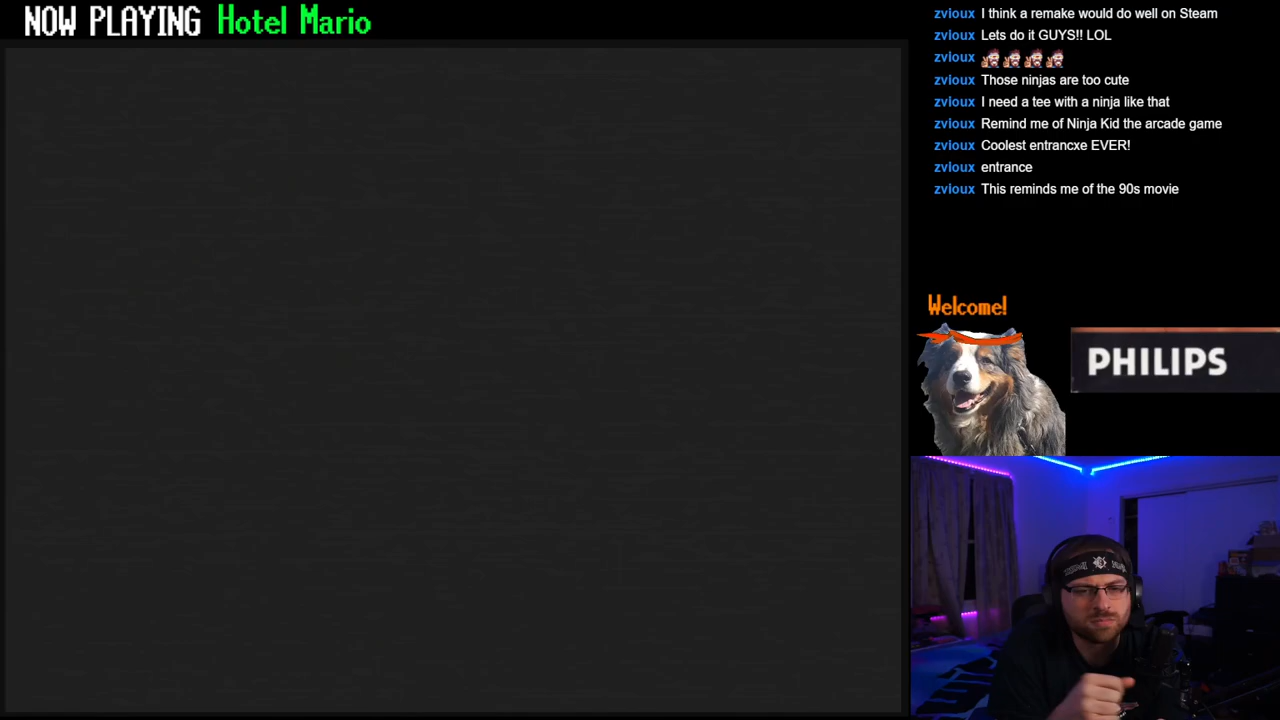 NOW PLAYING Hotel Mario
zvioux I think a remake would do well on Steam
zvioux Lets do it GUYS!! LOL
zvioux
zvioux Those ninjas are too cute
zvioux I need a tee with a ninja like that
zvioux Remind me of Ninja Kid the arcade game
zvioux Coolest entrancxe EVER!
zvioux entrance
zvioux This reminds me of the 90s movie
Welcome!
PHILIPS